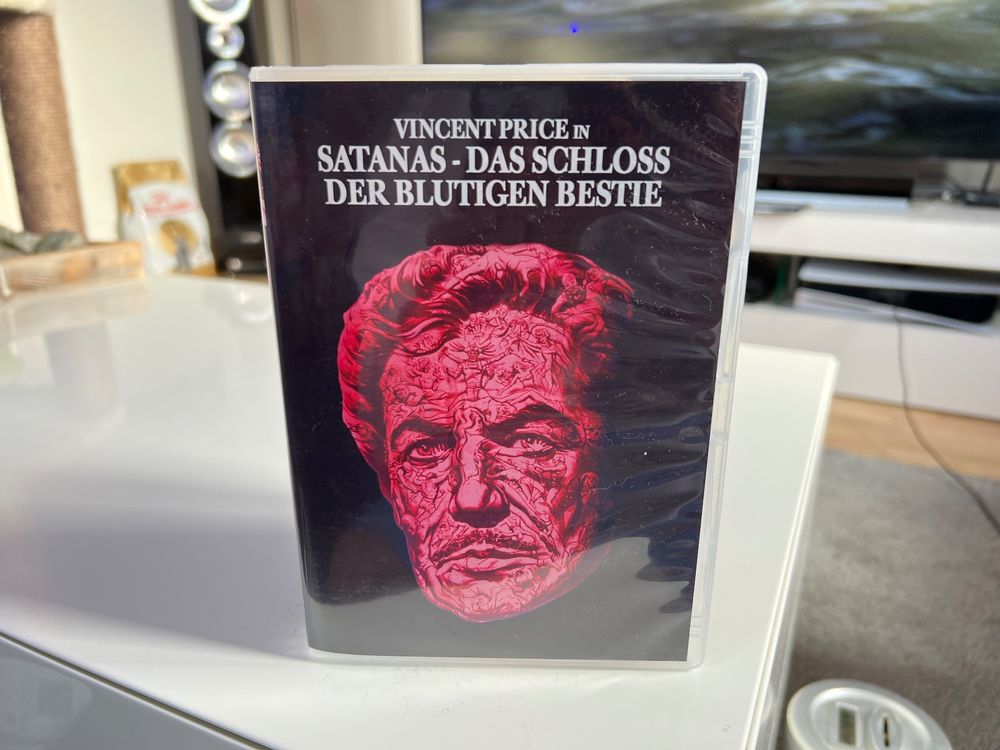 VINCENT PRICE IN
SATANAS - DAS SCHLOSS
DER BLUTIGEN BESTIE